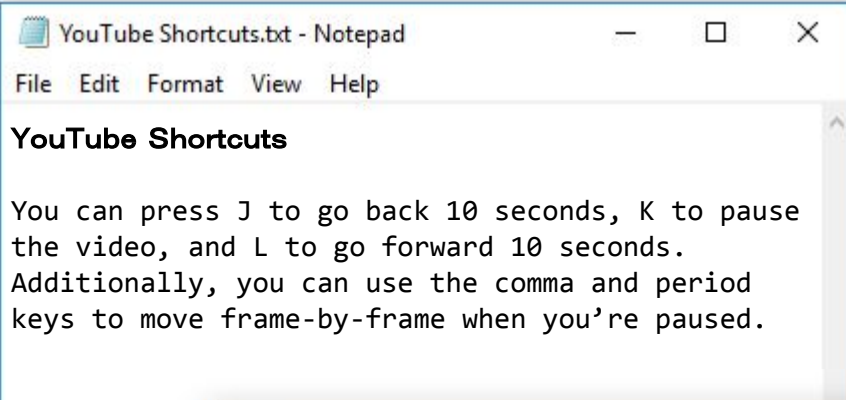 YouTube Shortcuts.txt - Notepad
File Edit Format View Help
YouTube Shortcuts
You can press J to go back 10 seconds, K to pause
the video, and L to go forward 10 seconds.
Additionally, you can use the comma and period
keys to move frame-by-frame when you’re paused.